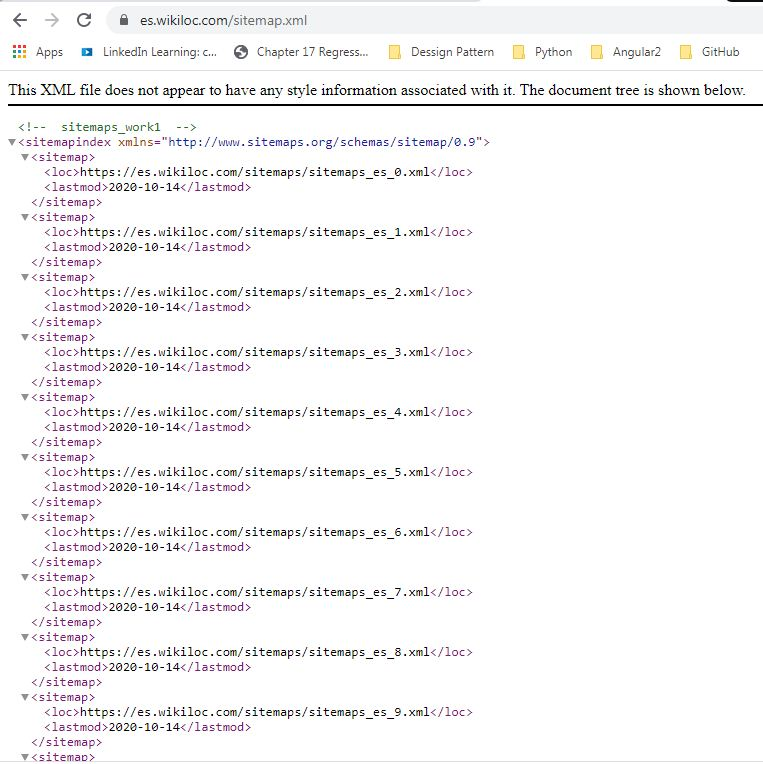 es.wikiloc.com/sitemap.xml
Apps LinkedIn Learning: c... Chapter 17 Regress... Dessign Pattern Python Angular2 GitHub
This XML file does not appear to have any style information associated with it. The document tree is shown below.
<!-- sitemaps_work1 -->
<sitemapindex xmlns="http://www.sitemaps.org/schemas/sitemap/0.9">
<sitemap>
<loc>https://es.wikiloc.com/sitemaps/sitemaps_es_0.xml</loc>
<lastmod>2020-10-14</lastmod>
</sitemap>
<sitemap>
<loc>https://es.wikiloc.com/sitemaps/sitemaps_es_1.xml</loc>
<lastmod>2020-10-14</lastmod>
</sitemap>
<sitemap>
<loc>https://es.wikiloc.com/sitemaps/sitemaps_es_2.xml</loc>
<lastmod>2020-10-14</lastmod>
</sitemap>
<sitemap>
<loc>https://es.wikiloc.com/sitemaps/sitemaps_es_3.xml</loc>
<lastmod>2020-10-14</lastmod>
</sitemap>
<sitemap>
<loc>https://es.wikiloc.com/sitemaps/sitemaps_es_4.xml</loc>
<lastmod>2020-10-14</lastmod>
</sitemap>
<sitemap>
<loc>https://es.wikiloc.com/sitemaps/sitemaps_es_5.xml</loc>
<lastmod>2020-10-14</lastmod>
</sitemap>
<sitemap>
<loc>https://es.wikiloc.com/sitemaps/sitemaps_es_6.xml</loc>
<lastmod>2020-10-14</lastmod>
</sitemap>
<sitemap>
<loc>https://es.wikiloc.com/sitemaps/sitemaps_es_7.xml</loc>
<lastmod>2020-10-14</lastmod>
</sitemap>
<sitemap>
<loc>https://es.wikiloc.com/sitemaps/sitemaps_es_8.xml</loc>
<lastmod>2020-10-14</lastmod>
</sitemap>
<sitemap>
<loc>https://es.wikiloc.com/sitemaps/sitemaps_es_9.xml</loc>
<lastmod>2020-10-14</lastmod>
</sitemap>
<sitemap>